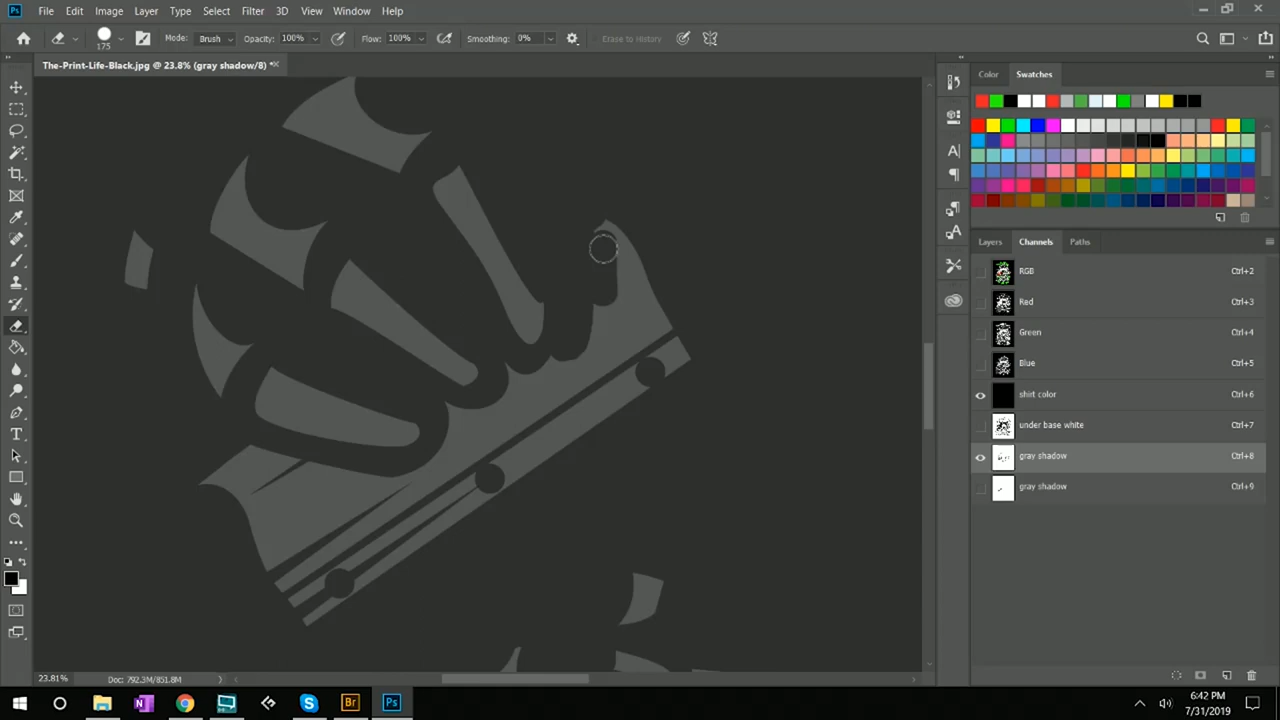 Ps File Edit Image Layer Type Select Filter 3D View Window Help
175 Mode: Brush Opacity: 100% Flow: 100% Smoothing: 0% Erase to History
The-Print-Life-Black.jpg @ 23.8% (gray shadow/8) *
Color Swatches
Layers Channels Paths
RGB Ctrl+2
Red Ctrl+3
Green Ctrl+4
Blue Ctrl+5
shirt color Ctrl+6
under base white Ctrl+7
gray shadow Ctrl+8
gray shadow Ctrl+9
23.81% Doc: 792.3M/851.8M
Br Ps
6:42 PM
7/31/2019